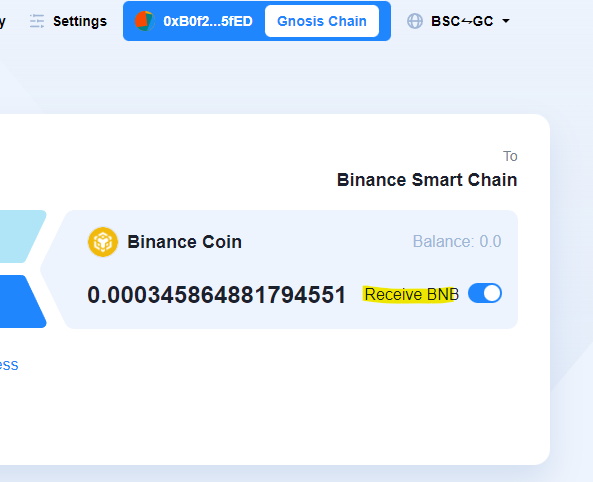 y Settings 0xB0f2...5fED Gnosis Chain BSC⇋GC
To
Binance Smart Chain
Binance Coin Balance: 0.0
0.000345864881794551 Receive BNB
ess